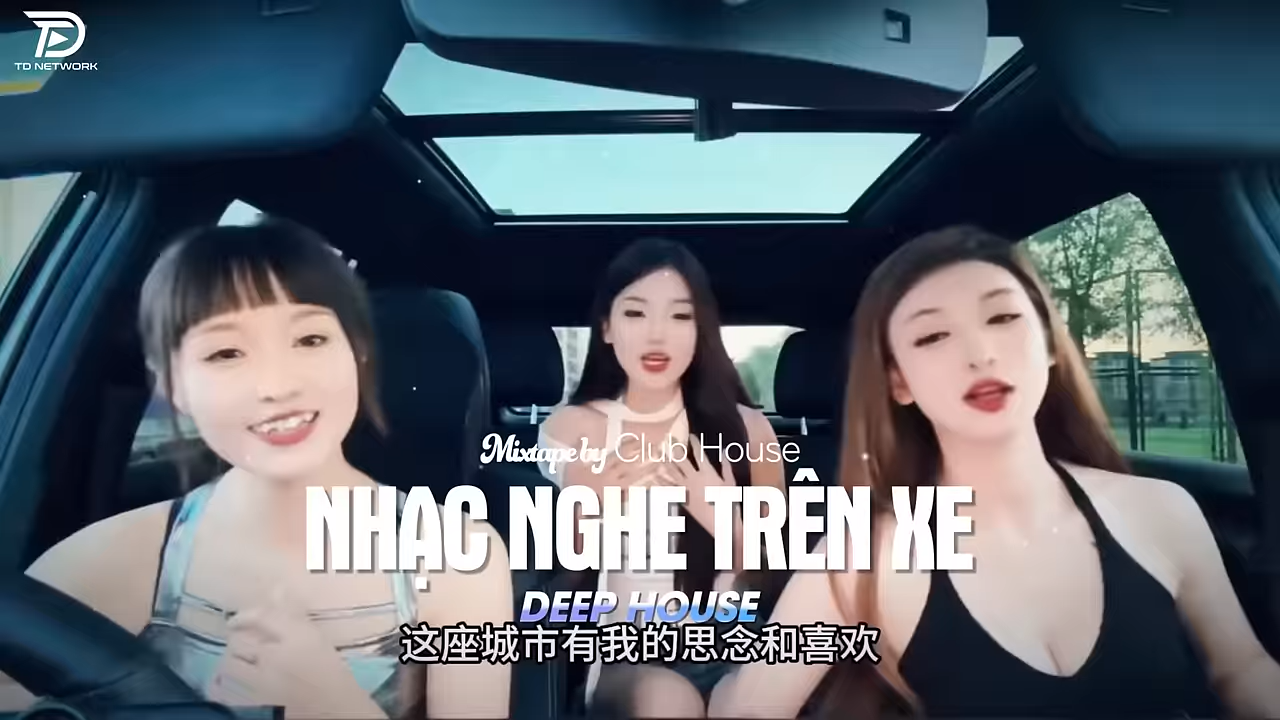 TD NETWORK
Mixtape by Club House
NHẠC NGHE TRÊN XE
DEEP HOUSE
这座城市有我的思念和喜欢